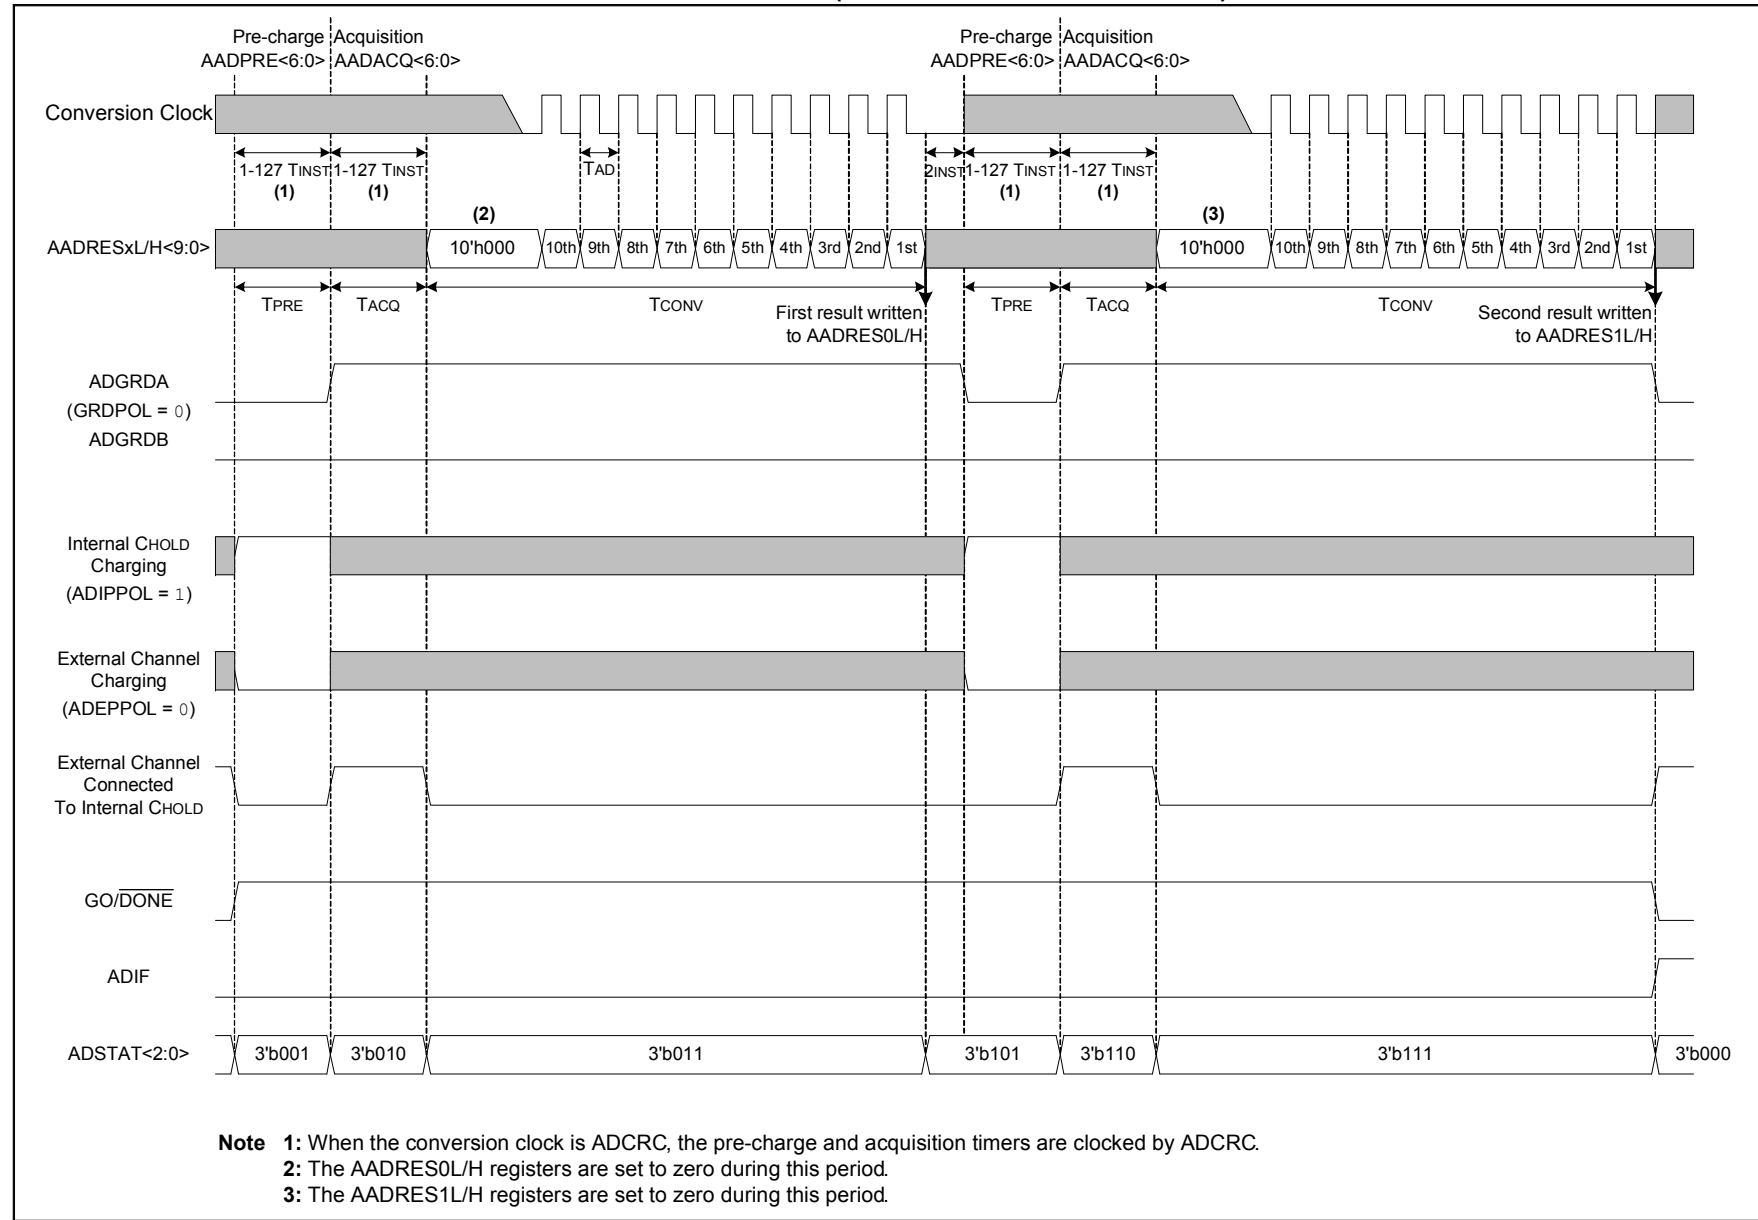 Pre-charge Acquisition Pre-charge Acquisition
AADPRE<6:0> AADACQ<6:0> AADPRE<6:0> AADACQ<6:0>
Conversion Clock
1-127 TINST 1-127 TINST TAD 2INST 1-127 TINST 1-127 TINST
(1) (1) (1) (1)
(2) (3)
AADRESxL/H<9:0> 10'h000 10th 9th 8th 7th 6th 5th 4th 3rd 2nd 1st 10'h000 10th 9th 8th 7th 6th 5th 4th 3rd 2nd 1st
TPRE TACQ TCONV TPRE TACQ TCONV
First result written
to AADRES0L/H
Second result written
to AADRES1L/H
ADGRDA
(GRDPOL = 0)
ADGRDB
Internal CHOLD
Charging
(ADIPPOL = 1)
External Channel
Charging
(ADEPPOL = 0)
External Channel
Connected
To Internal CHOLD
GO/DONE
ADIF
ADSTAT<2:0> 3'b001 3'b010 3'b011 3'b101 3'b110 3'b111 3'b000
Note 1: When the conversion clock is ADCRC, the pre-charge and acquisition timers are clocked by ADCRC.
2: The AADRES0L/H registers are set to zero during this period.
3: The AADRES1L/H registers are set to zero during this period.